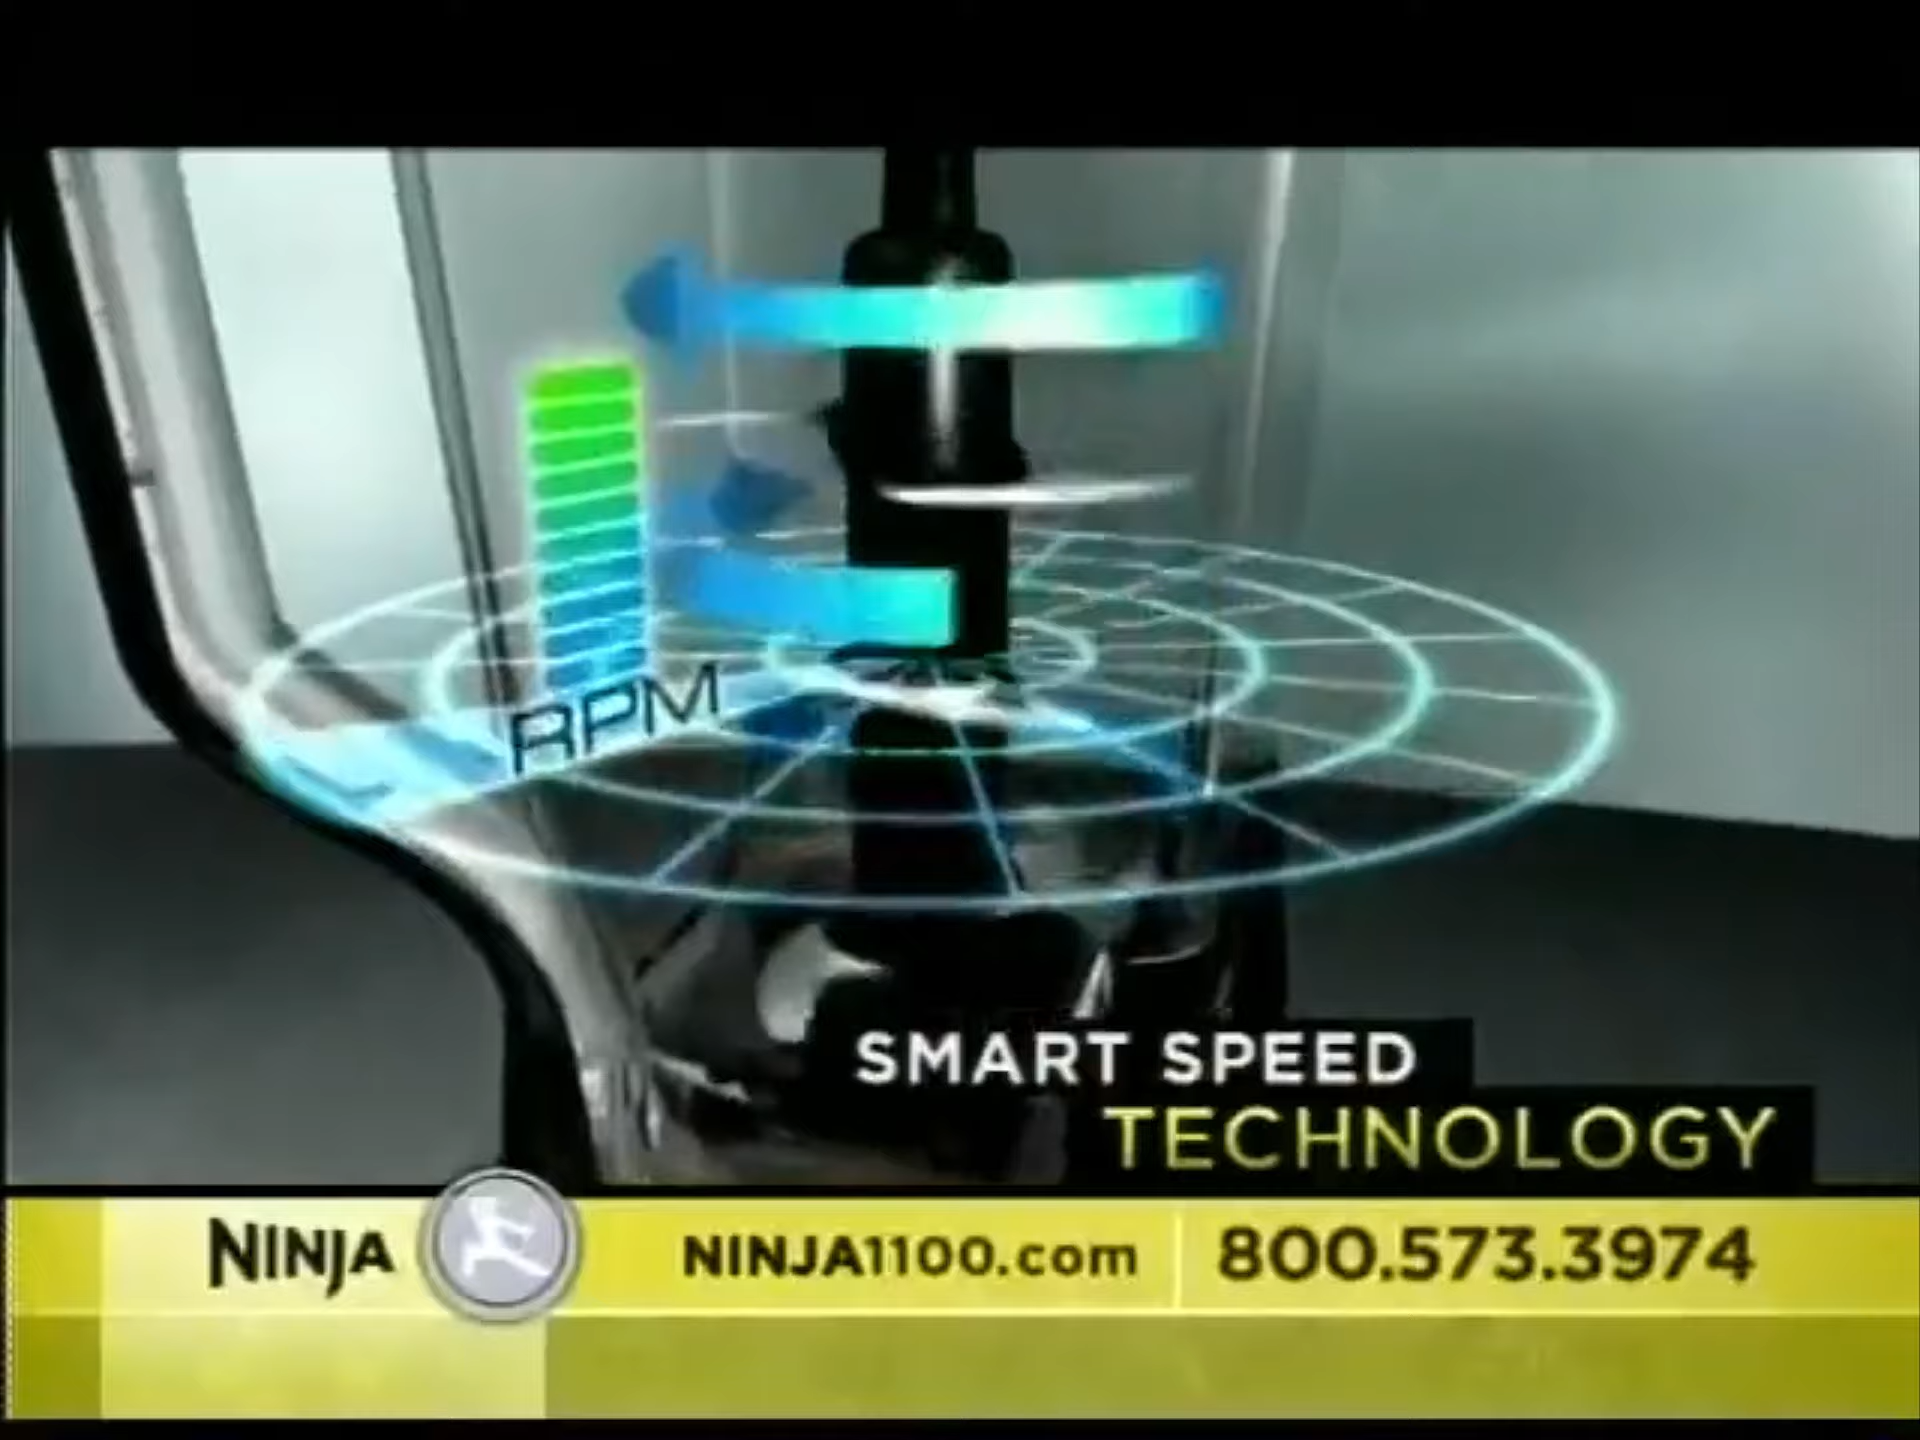 RPM
SMART SPEED
TECHNOLOGY
NINJA
NINJA1100.com
800.573.3974